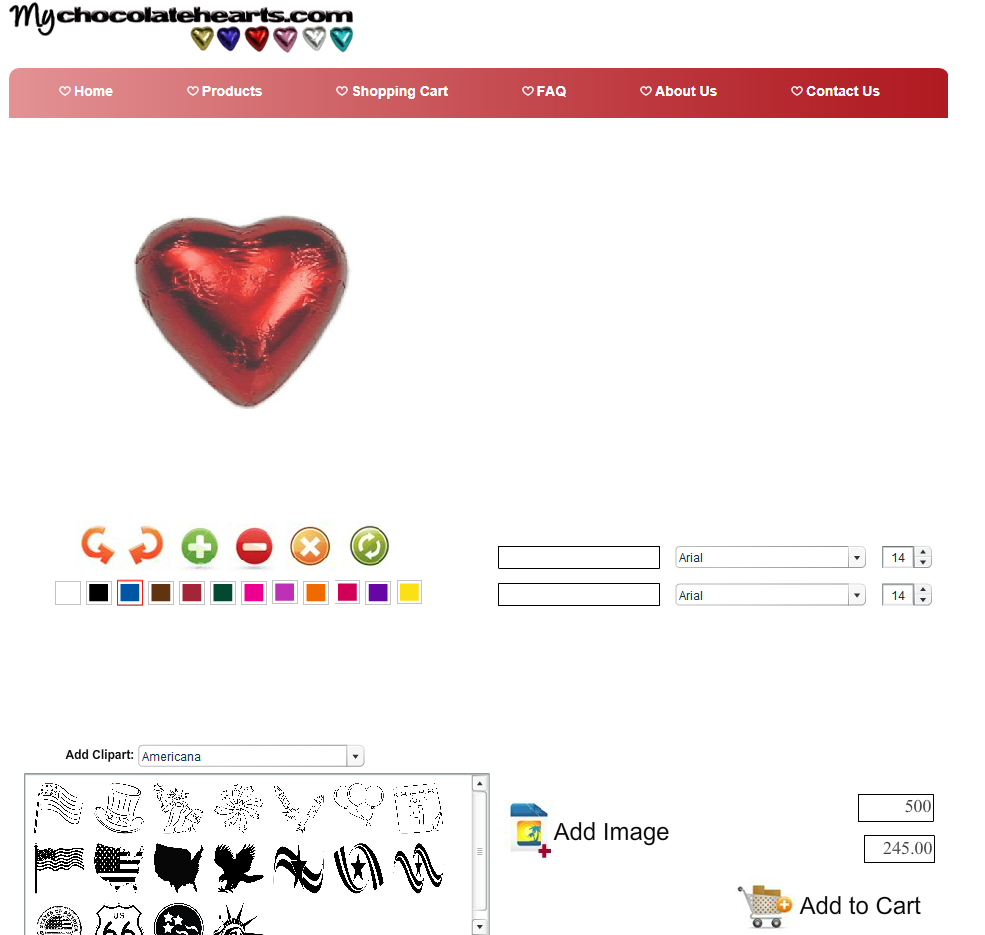 Mychocolatehearts.com
Home Products Shopping Cart FAQ About Us Contact Us
Arial 14
Arial 14
Add Clipart: Americana
Add Image
500
245.00
US
66
Add to Cart